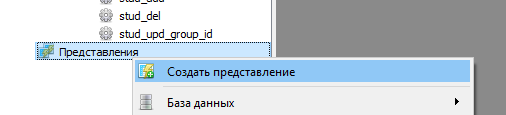 stud_del
stud_upd_group_id
Представления
Создать представление
База данных